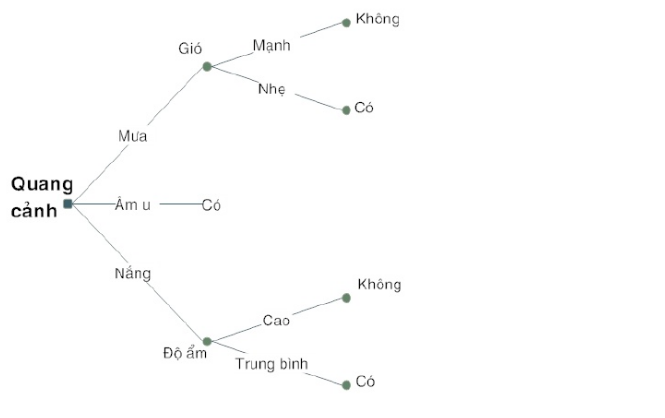 Không
Gió
Mạnh
Nhẹ
Có
Mưa
Quang
cảnh
Âm u
Có
Nắng
Không
Cao
Độ ẩm
Trung bình
Có